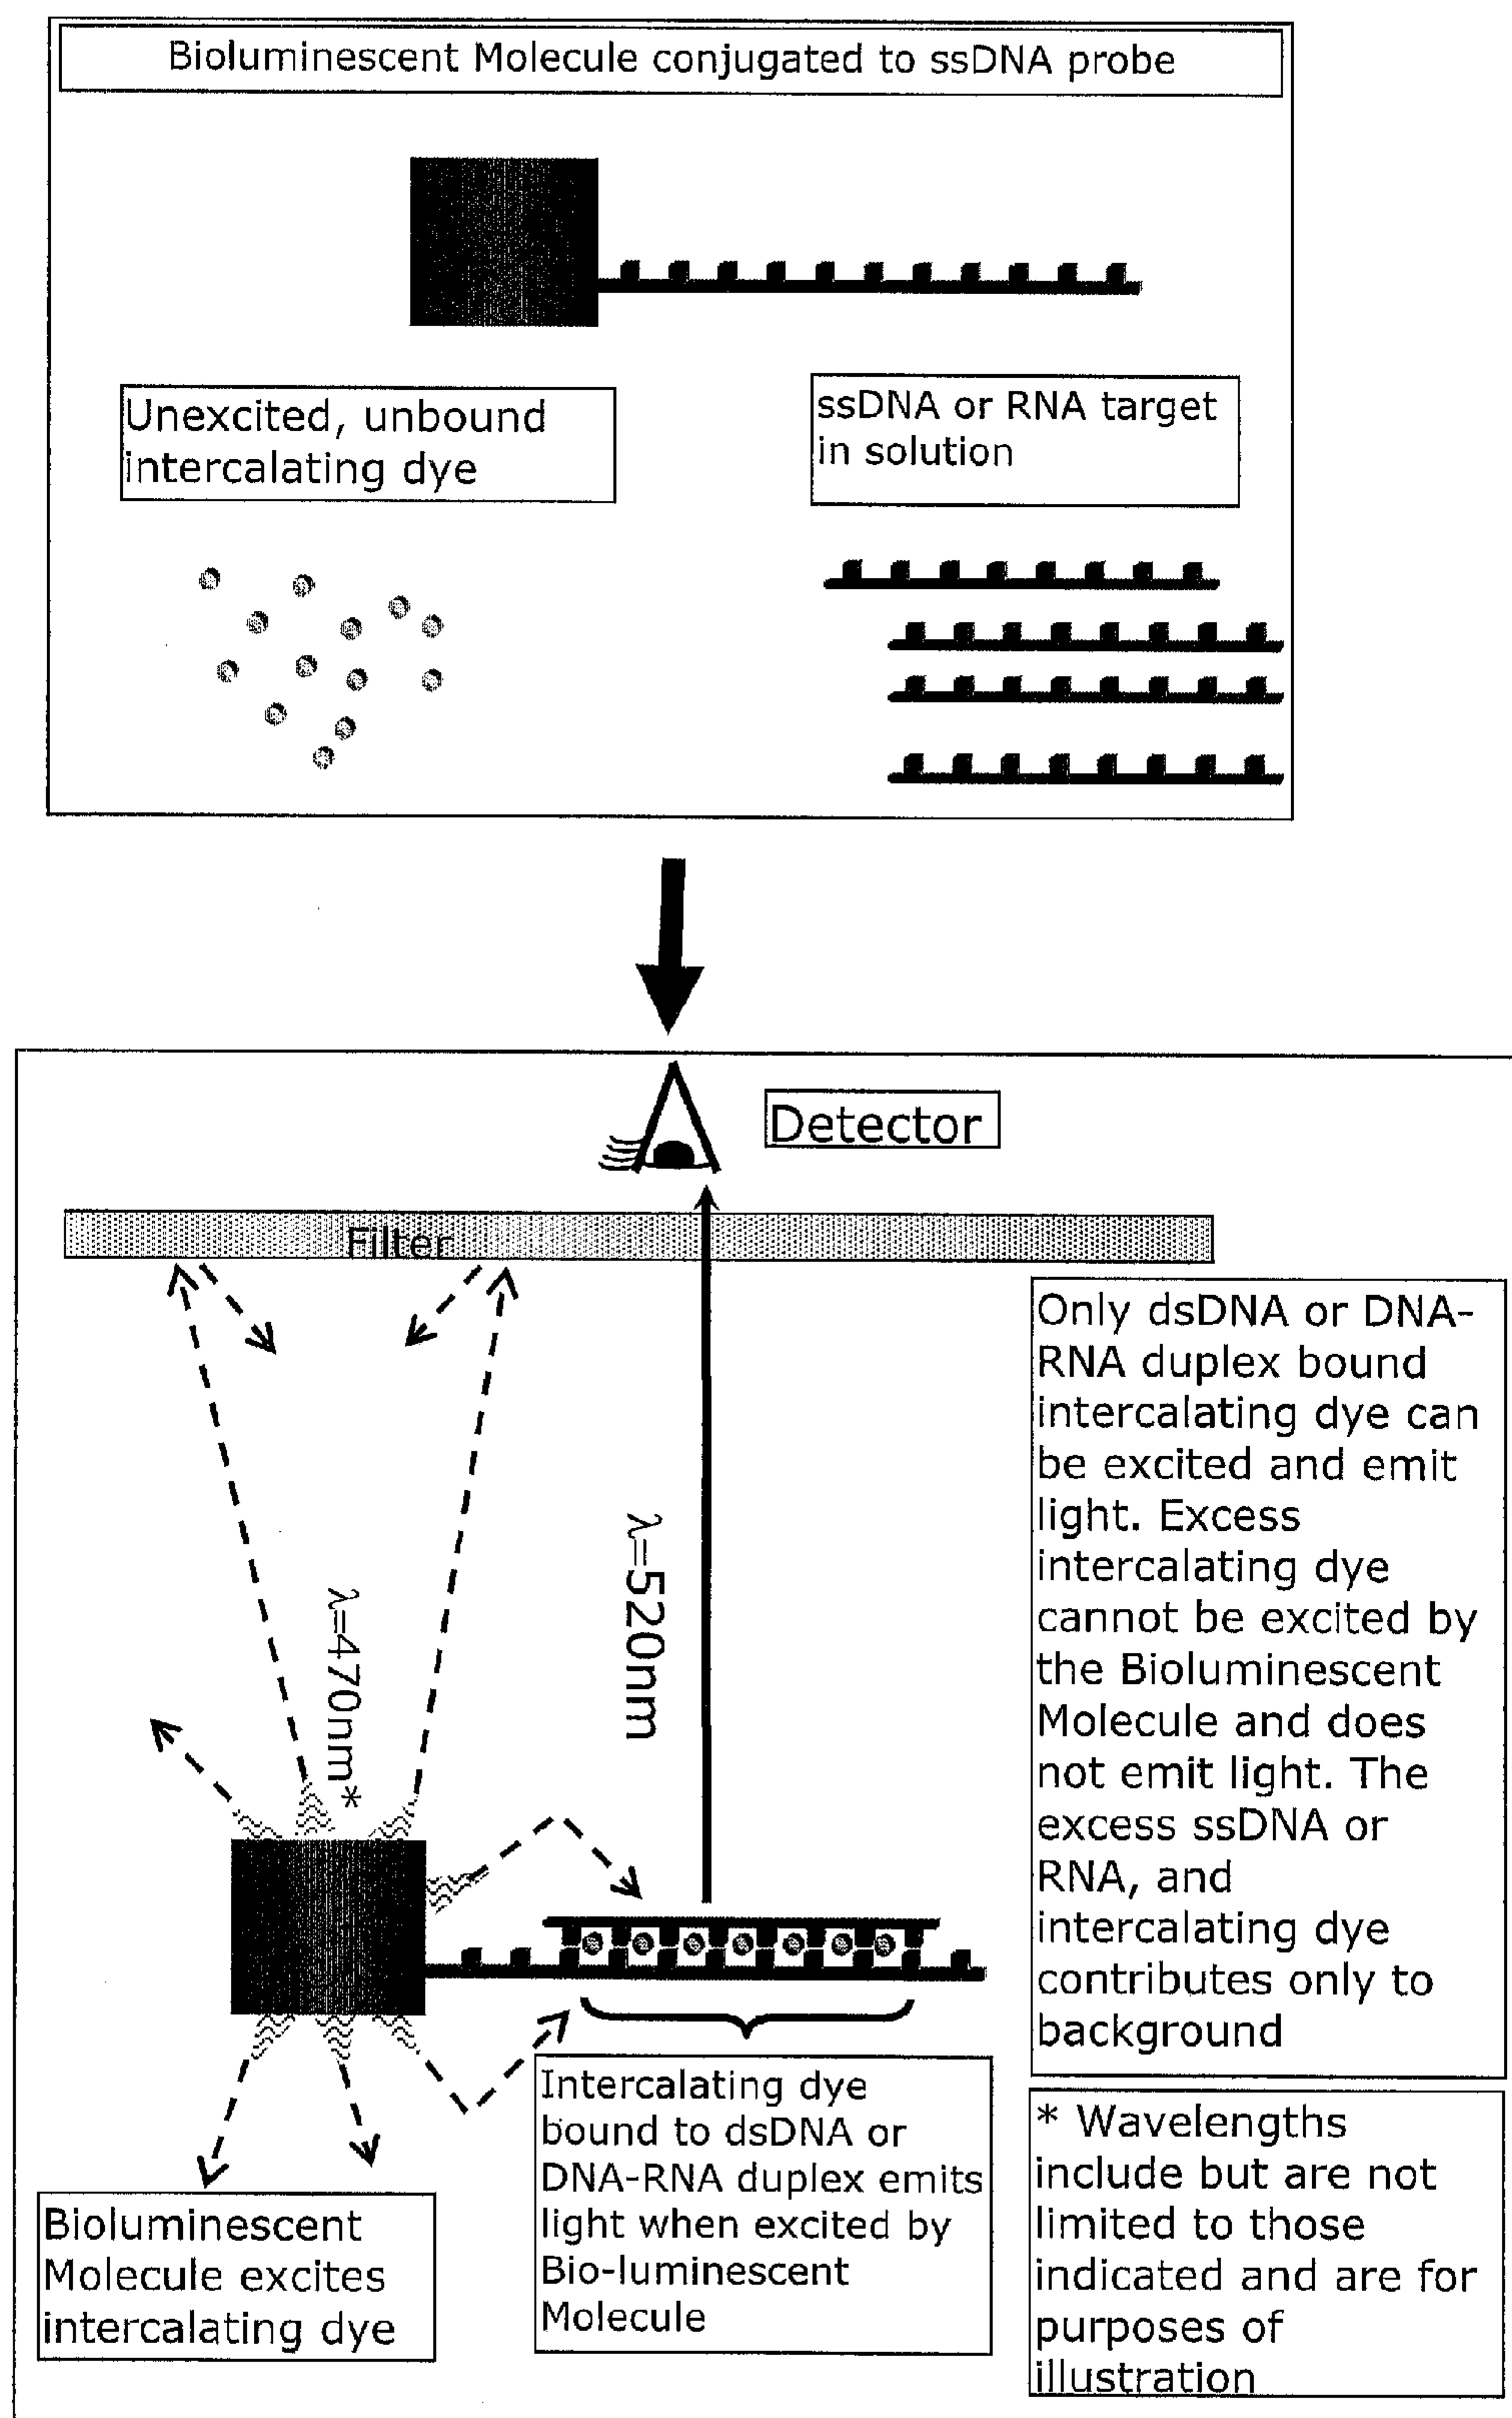 Bioluminescent Molecule conjugated to ssDNA probe
Unexcited, unbound
intercalating dye
ssDNA or RNA target
in solution
Detector
Filter
Only dsDNA or DNA-
RNA duplex bound
intercalating dye can
be excited and emit
light. Excess
intercalating dye
cannot be excited by
the Bioluminescent
Molecule and does
not emit light. The
excess ssDNA or
RNA, and
intercalating dye
contributes only to
background
λ=520nm
λ=470nm*
Intercalating dye
bound to dsDNA or
DNA-RNA duplex emits
light when excited by
Bio-luminescent
Molecule
Bioluminescent
Molecule excites
intercalating dye
* Wavelengths
include but are not
limited to those
indicated and are for
purposes of
illustration